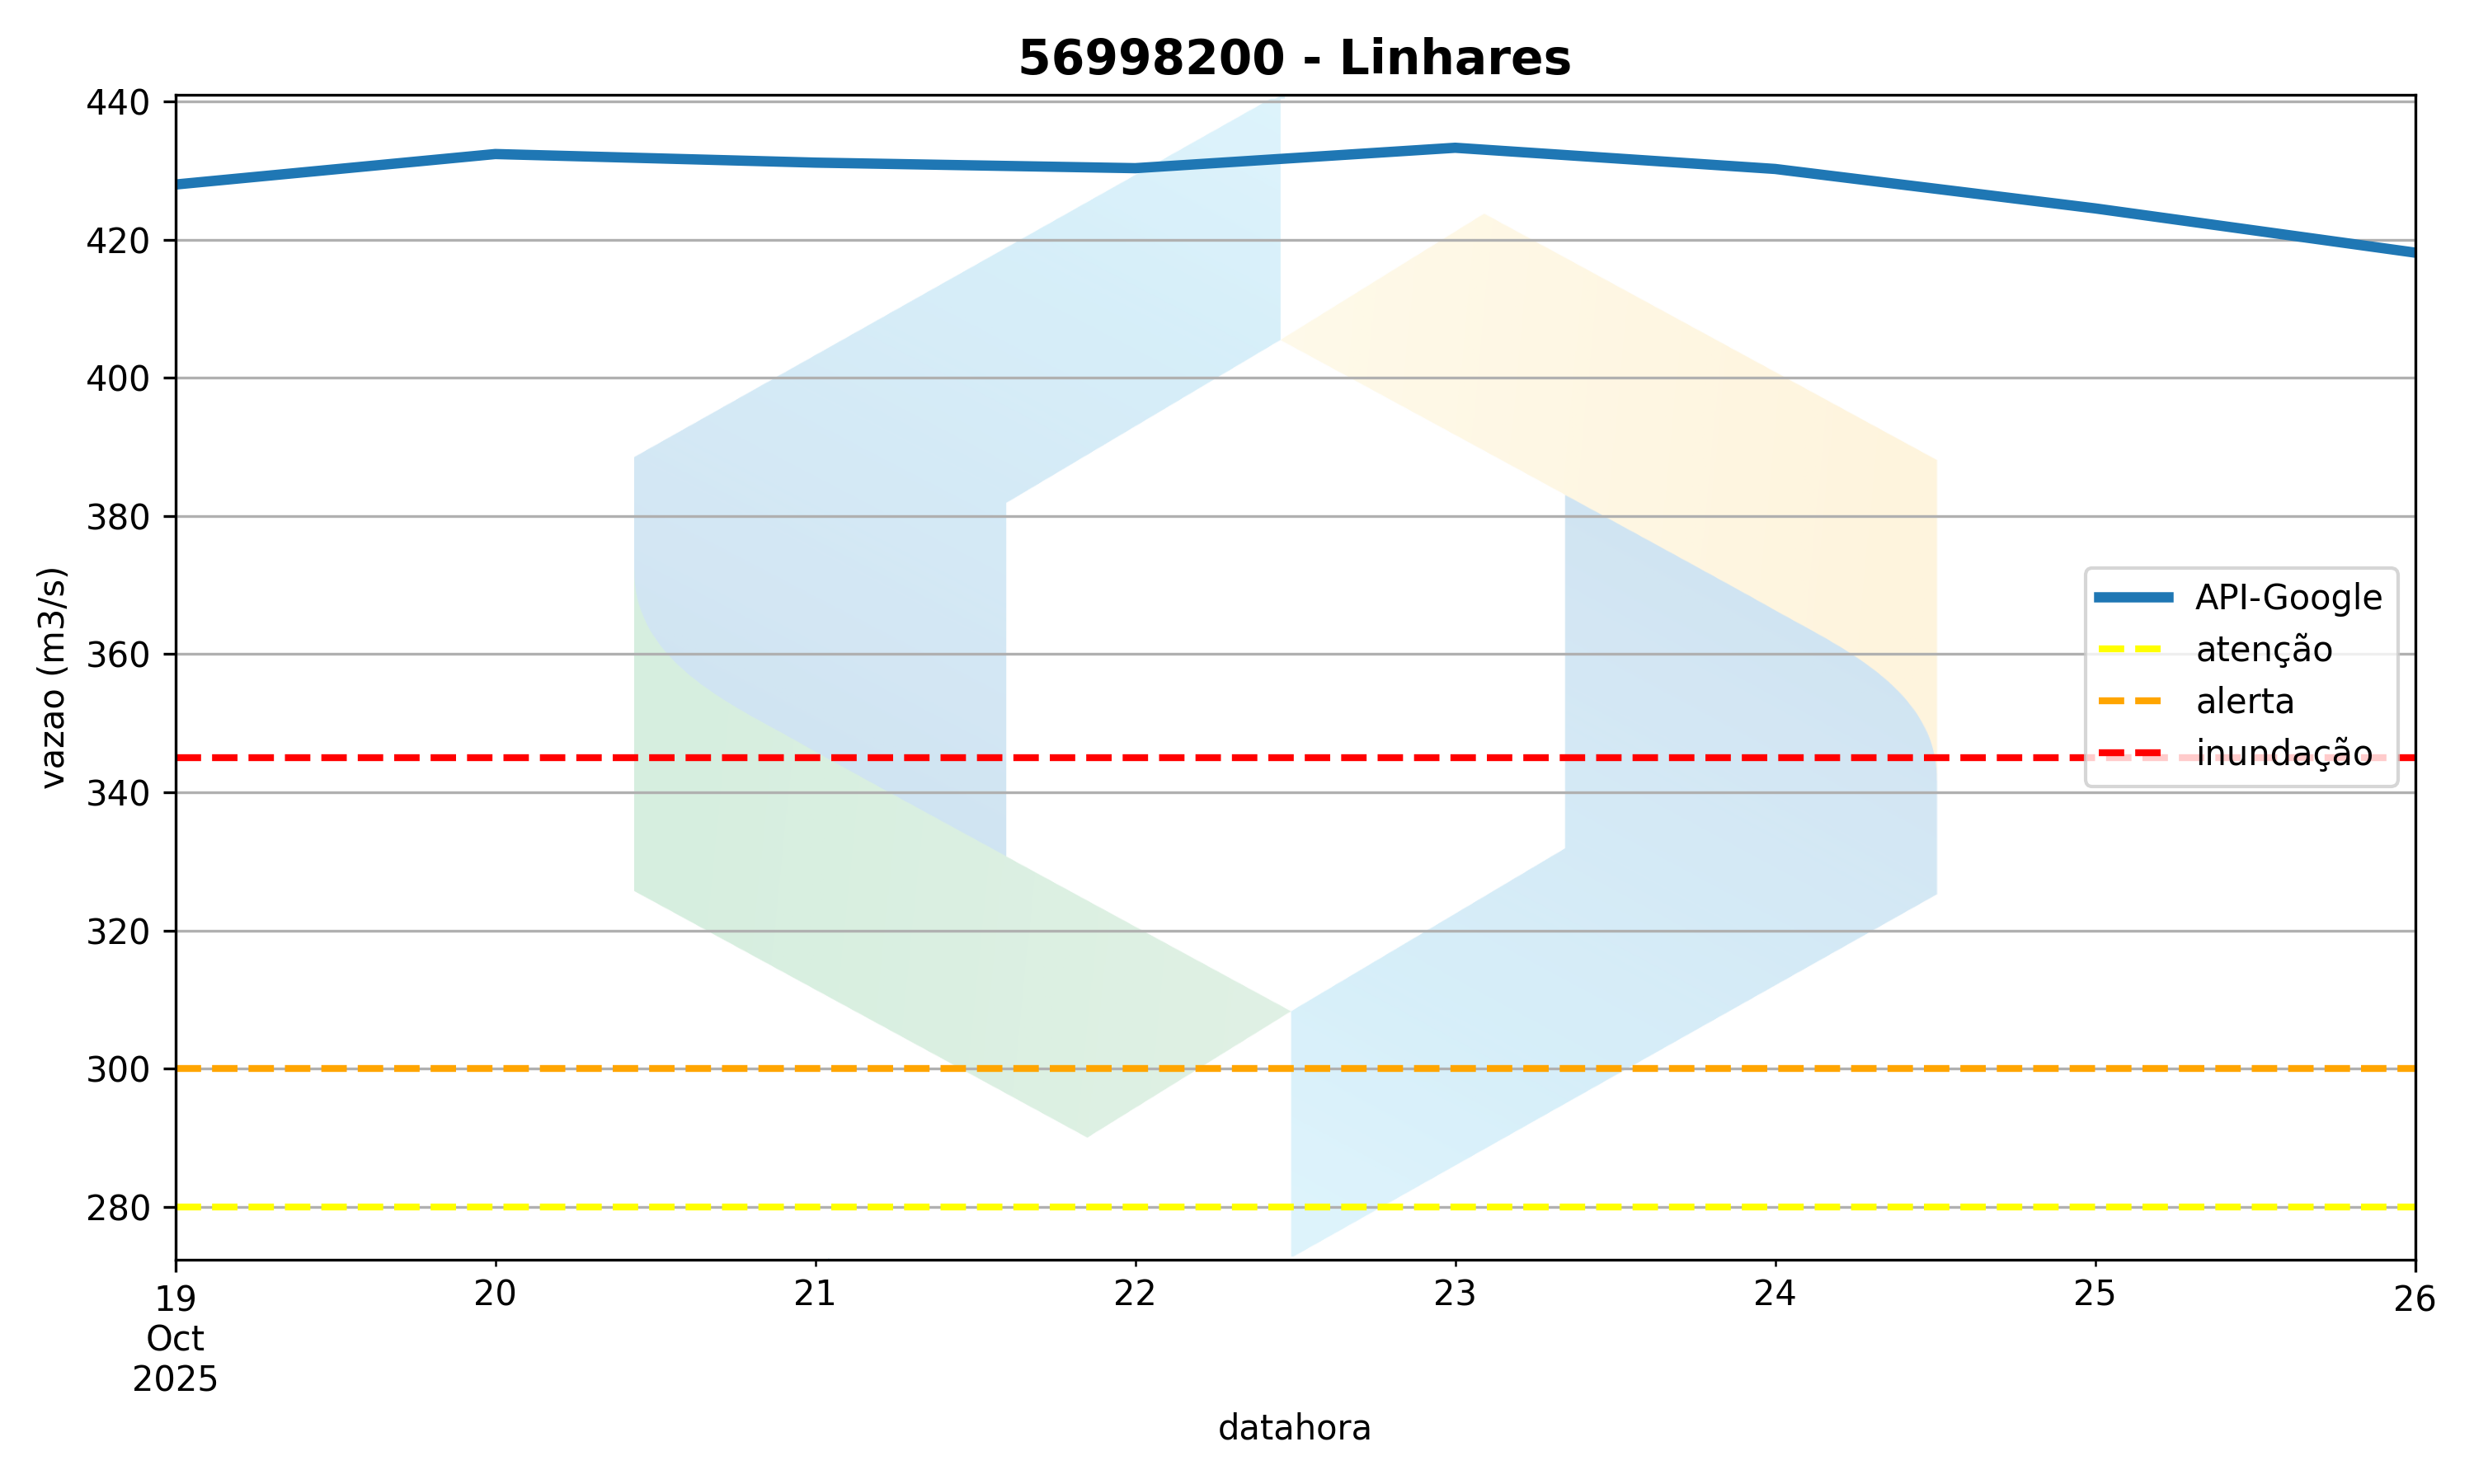 56998200 - Linhares
440
420
400
380
360
340
320
300
280
vazao (m3/s)
API-Google
atenção
alerta
inundação
19
Oct
2025
20
21
22
23
24
25
26
datahora